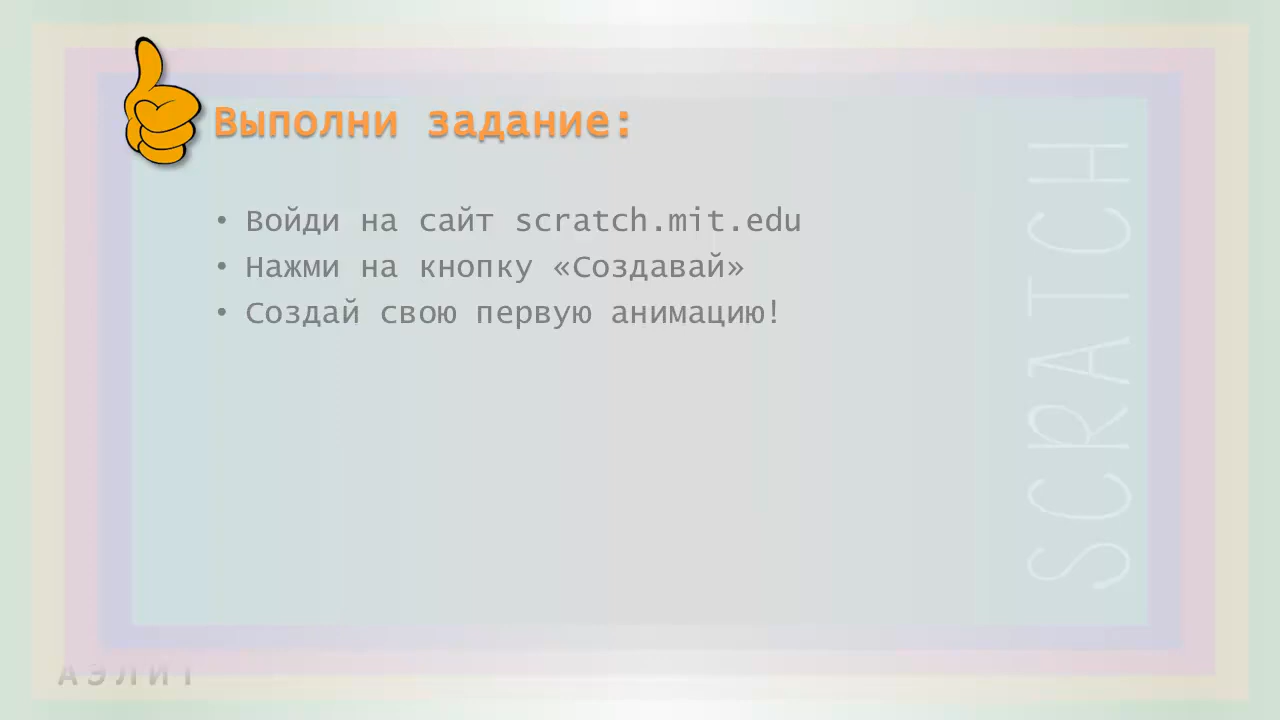 Выполни задание:
• Войди на сайт scratch.mit.edu
• Нажми на кнопку «Создавай»
• Создай свою первую анимацию!
SCRATCH
АЭЛИТ